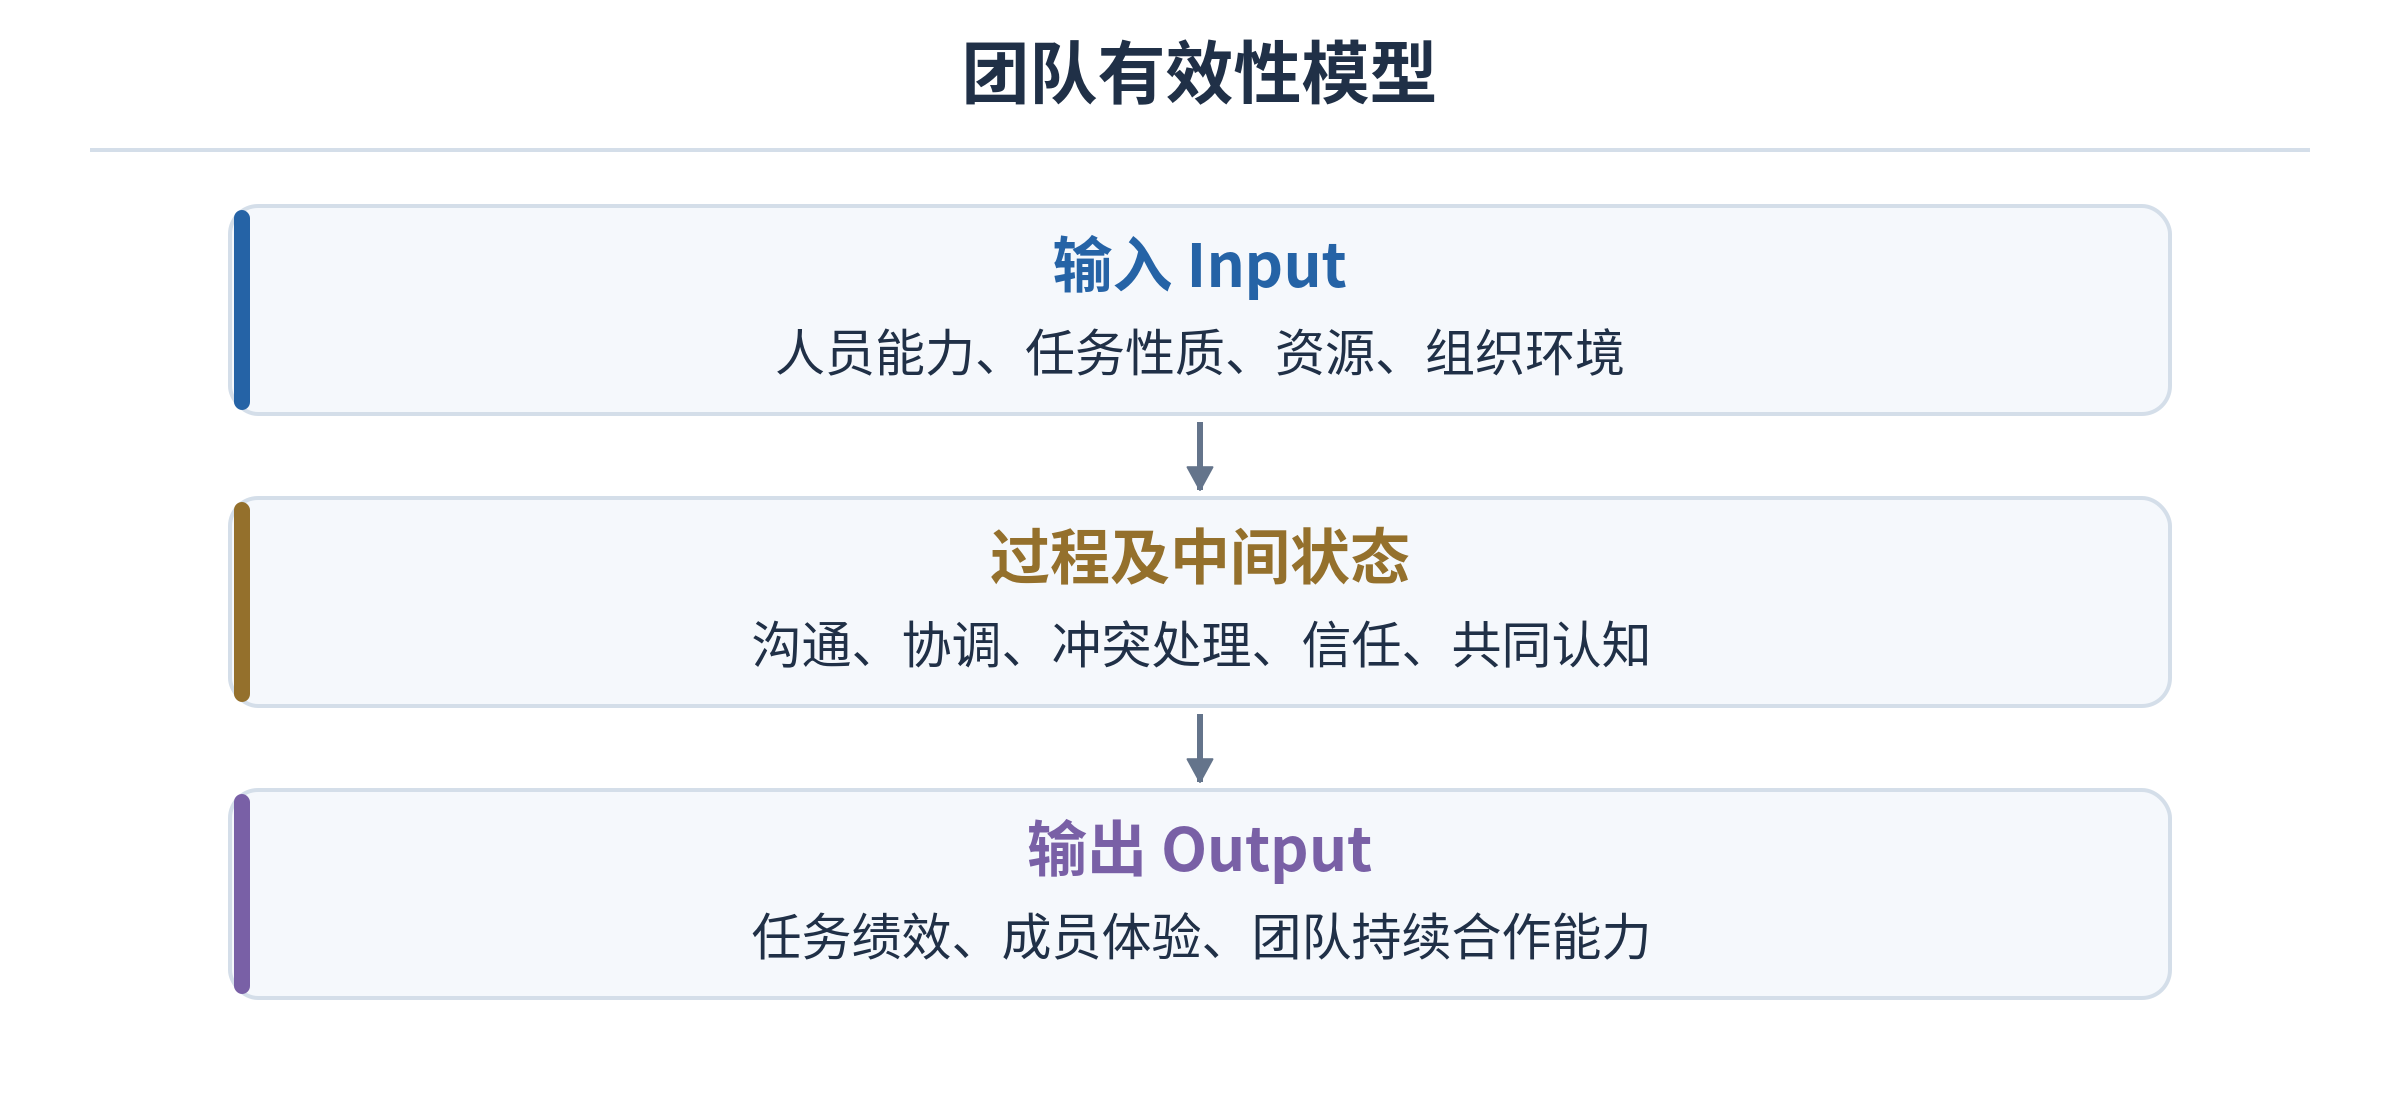 团队有效性模型
输入 Input
人员能力、任务性质、资源、组织环境
过程及中间状态
沟通、协调、冲突处理、信任、共同认知
输出 Output
任务绩效、成员体验、团队持续合作能力